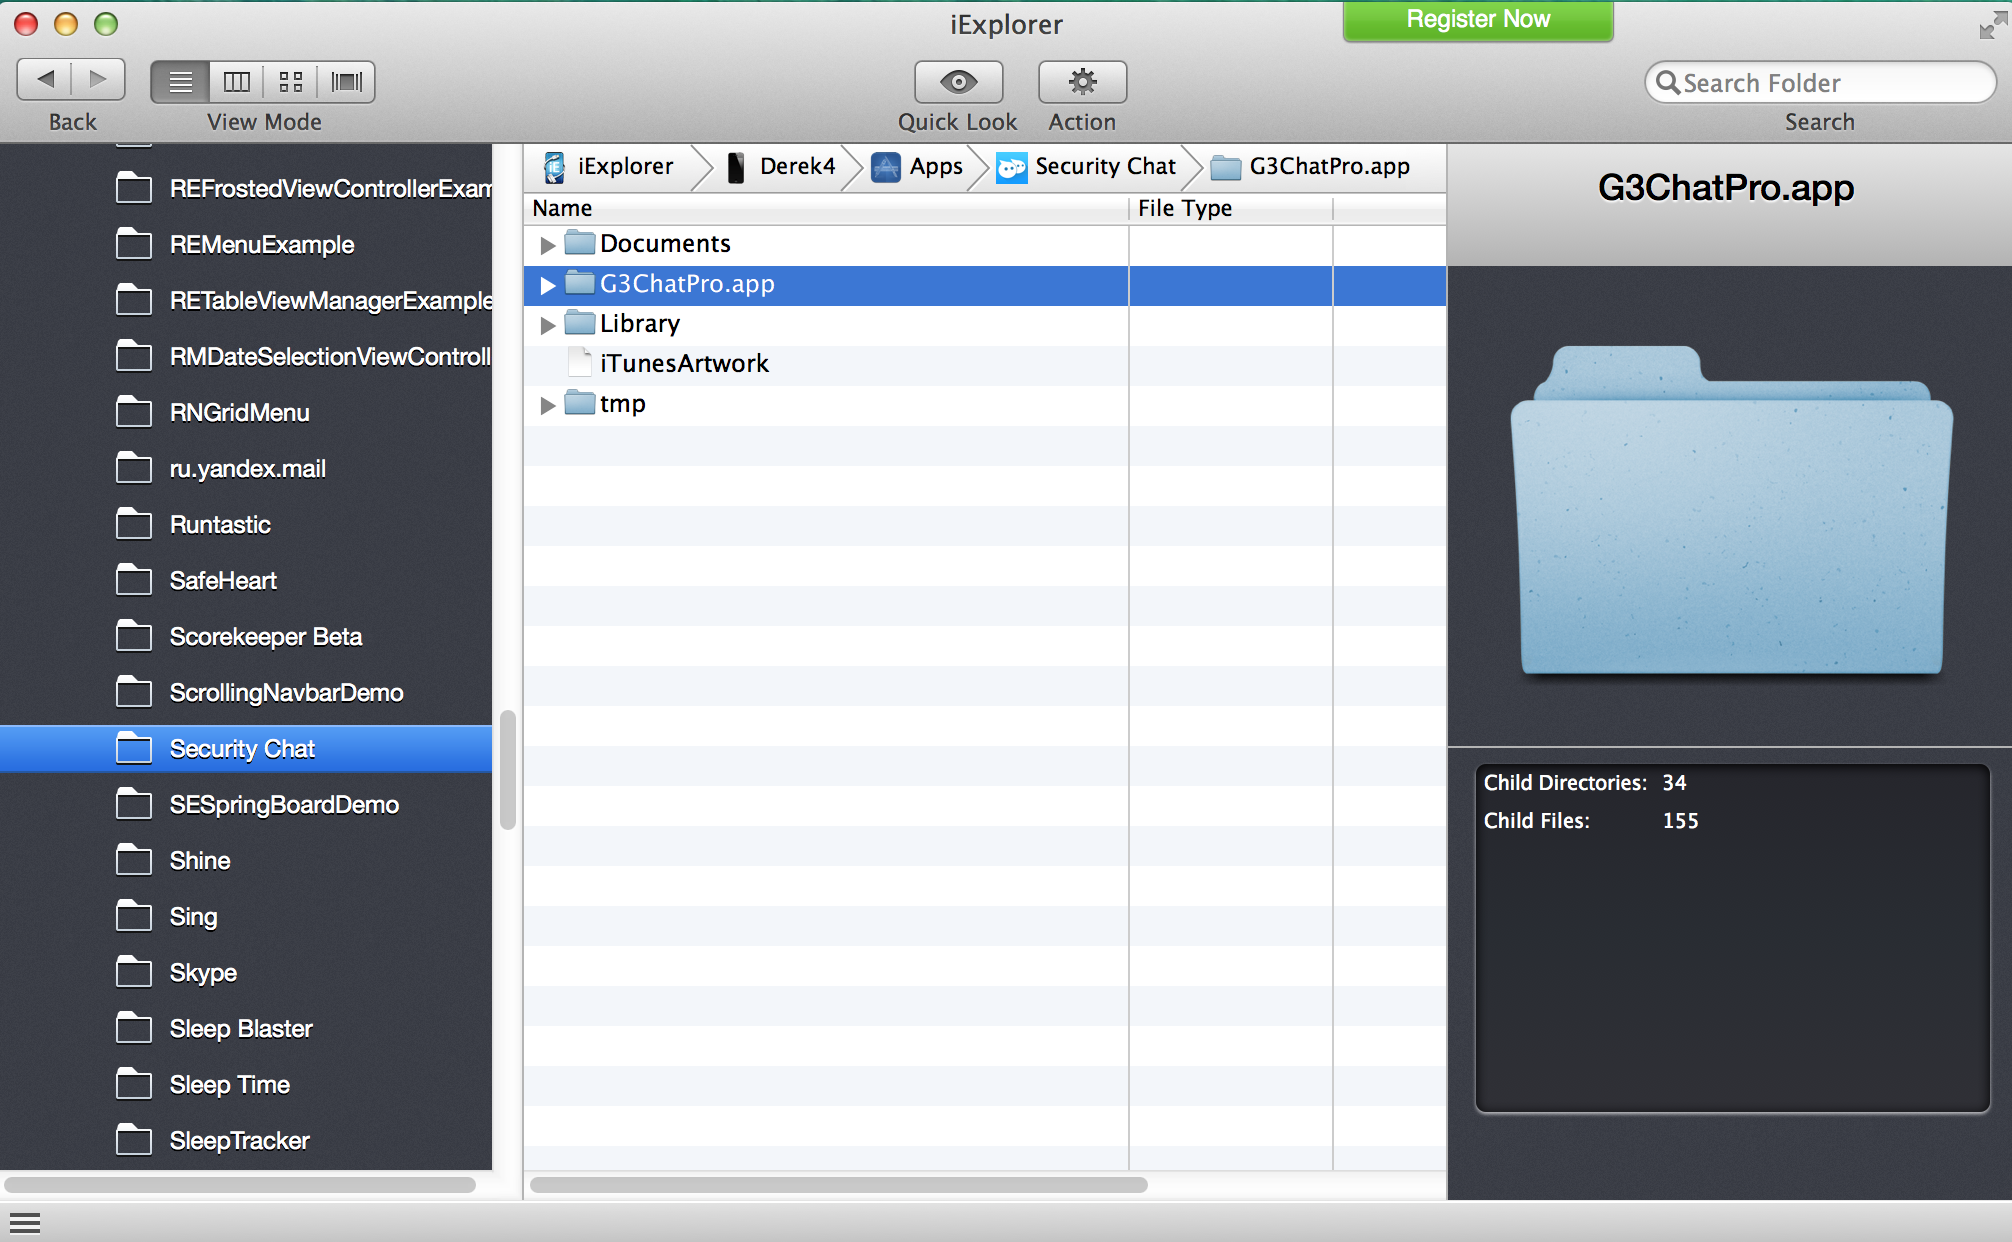 iExplorer
Register Now
Search Folder
Back
View Mode
Quick Look
Action
Search
REFrostedViewControllerExam
REMenuExample
RETableViewManagerExample
RMDateSelectionViewControll
RNGridMenu
ru.yandex.mail
Runtastic
SafeHeart
Scorekeeper Beta
ScrollingNavbarDemo
Security Chat
SESpringBoardDemo
Shine
Sing
Skype
Sleep Blaster
Sleep Time
SleepTracker
iExplorer Derek4 Apps Security Chat G3ChatPro.app
Name File Type
Documents
G3ChatPro.app
Library
iTunesArtwork
tmp
G3ChatPro.app
Child Directories: 34
Child Files: 155